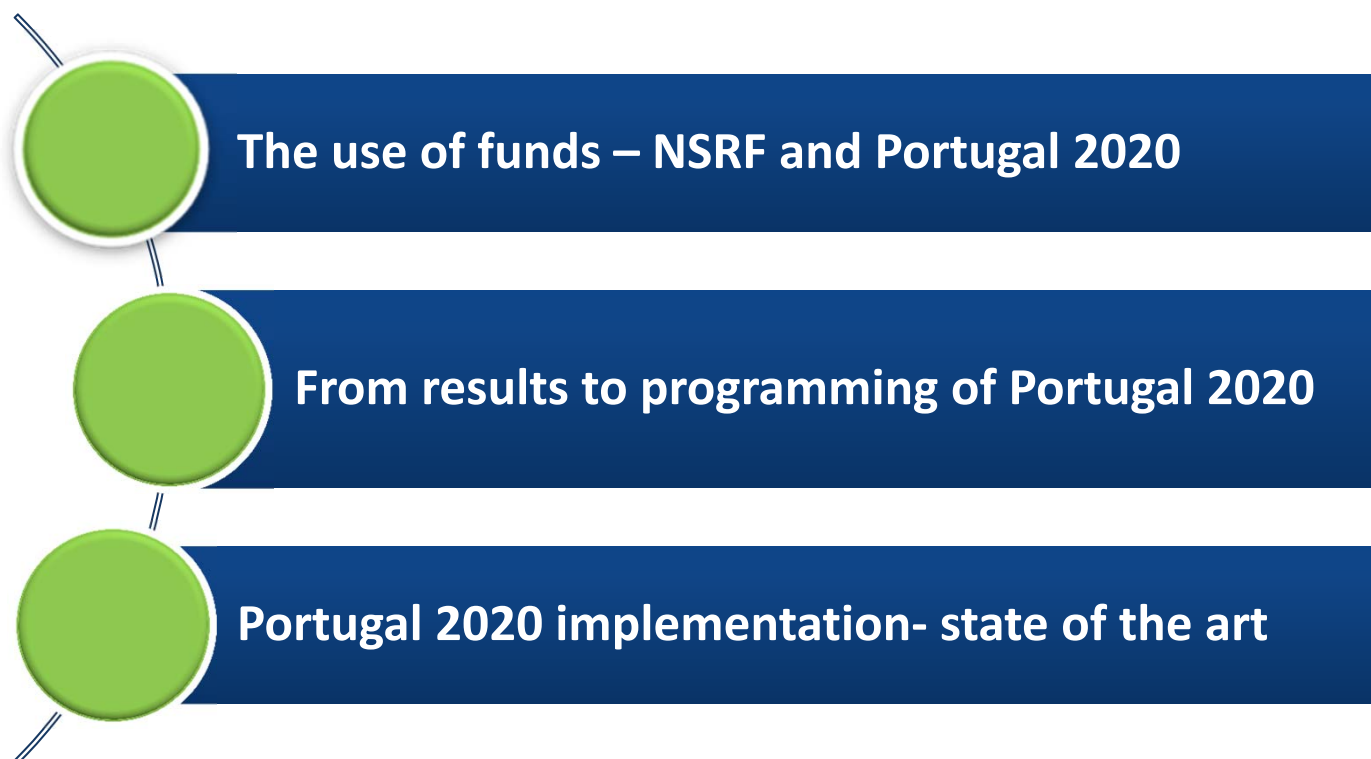 The use of funds – NSRF and Portugal 2020
From results to programming of Portugal 2020
Portugal 2020 implementation- state of the art